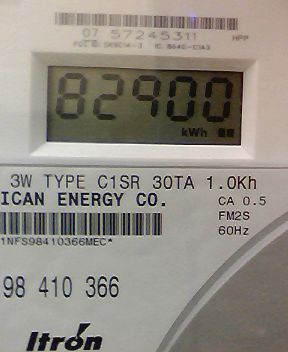 07 57245311 HPP
82900
kWh
3W TYPE C1SR 30TA 1.0Kh
ICAN ENERGY CO.
CA 0.5
FM2S
60Hz
1NFS98410366MEC*
98 410 366
Itron